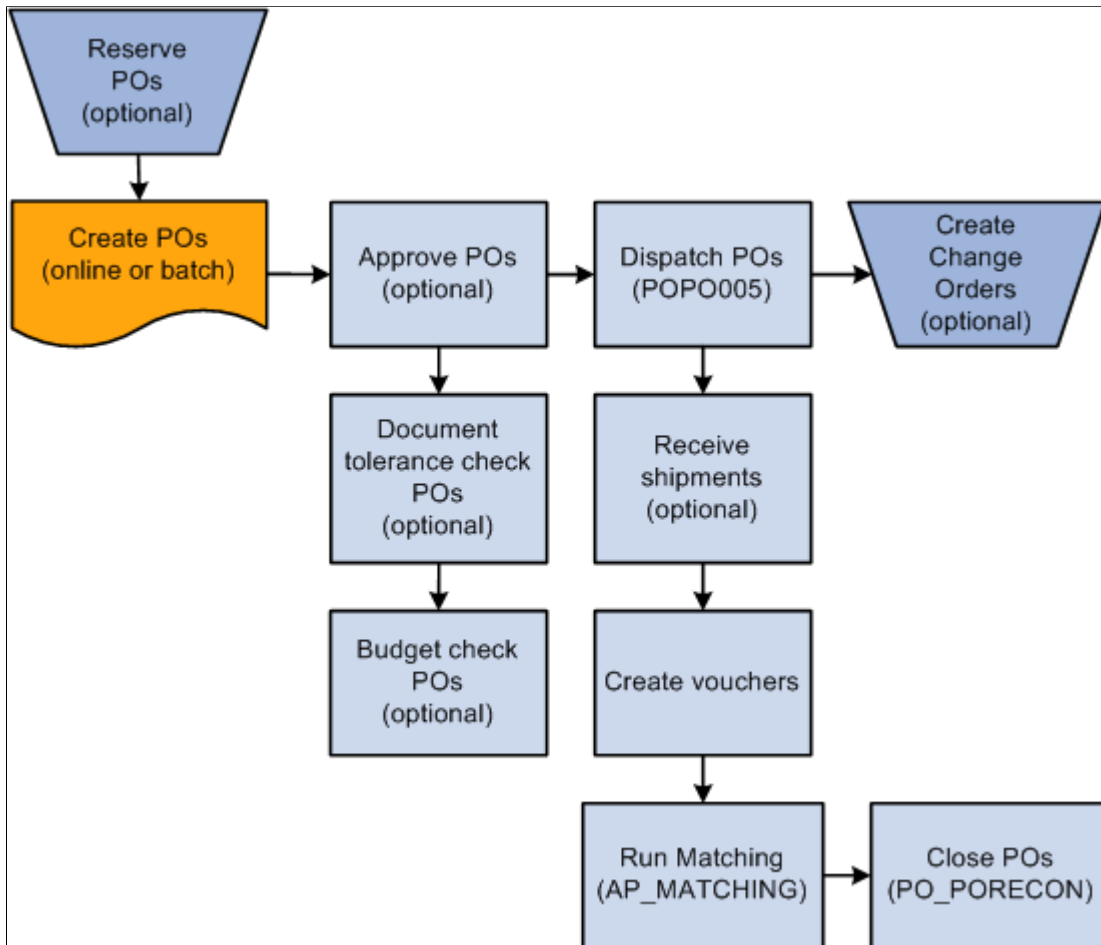 Reserve
POs
(optional)
Create POs
(online or batch)
Approve POs
(optional)
Dispatch POs
(POPO005)
Create
Change
Orders
(optional)
Document
tolerance check
POs
(optional)
Receive
shipments
(optional)
Budget check
POs
(optional)
Create vouchers
Run Matching
(AP_MATCHING)
Close POs
(PO_PORECON)